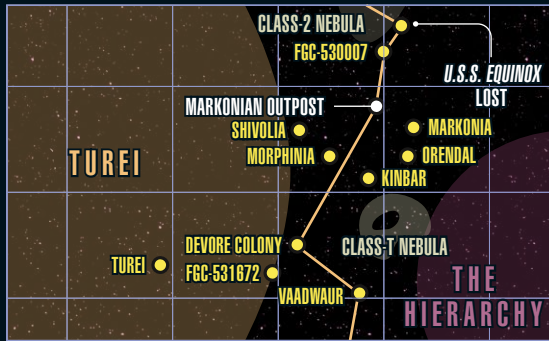 CLASS-2 NEBULA
FGC-530007
U.S.S. EQUINOX
LOST
MARKONIAN OUTPOST
SHIVOLIA
MARKONIA
MORPHINIA
ORENDAL
TUREI
KINBAR
DEVORE COLONY
CLASS-T NEBULA
TUREI
FGC-531672
VAADWAUR
THE
HIERARCHY